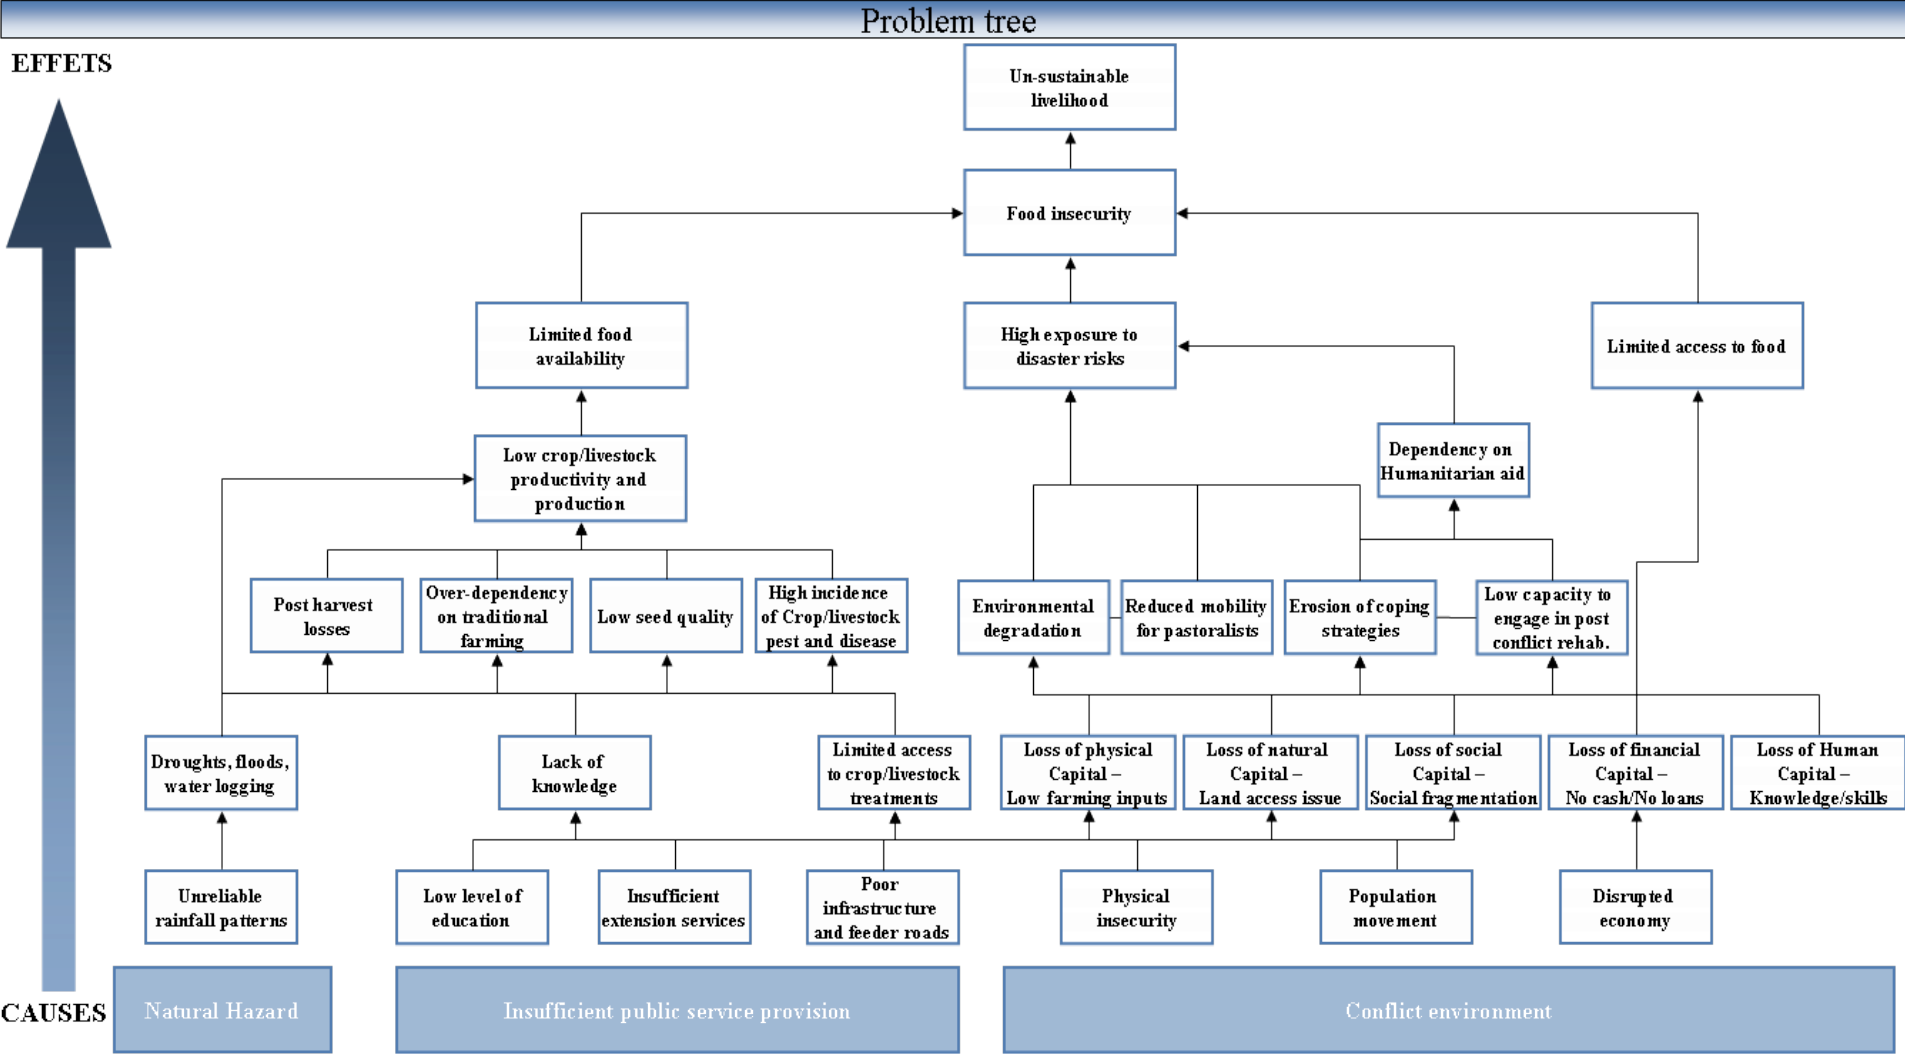 Problem tree
EFFETS
Un-sustainable
livelihood
Food insecurity
Limited food
availability
High exposure to
disaster risks
Limited access to food
Low crop/livestock
productivity and
production
Dependency on
Humanitarian aid
Post harvest
losses
Over-dependency
on traditional
farming
Low seed quality
High incidence
of Crop/livestock
pest and disease
Environmental
degradation
Reduced mobility
for pastoralists
Erosion of coping
strategies
Low capacity to
engage in post
conflict rehab.
Droughts, floods,
water logging
Lack of
knowledge
Limited access
to crop/livestock
treatments
Loss of physical
Capital –
Low farming inputs
Loss of natural
Capital –
Land access issue
Loss of social
Capital –
Social fragmentation
Loss of financial
Capital –
No cash/No loans
Loss of Human
Capital –
Knowledge/skills
Unreliable
rainfall patterns
Low level of
education
Insufficient
extension services
Poor
infrastructure
and feeder roads
Physical
insecurity
Population
movement
Disrupted
economy
CAUSES
Natural Hazard
Insufficient public service provision
Conflict environment